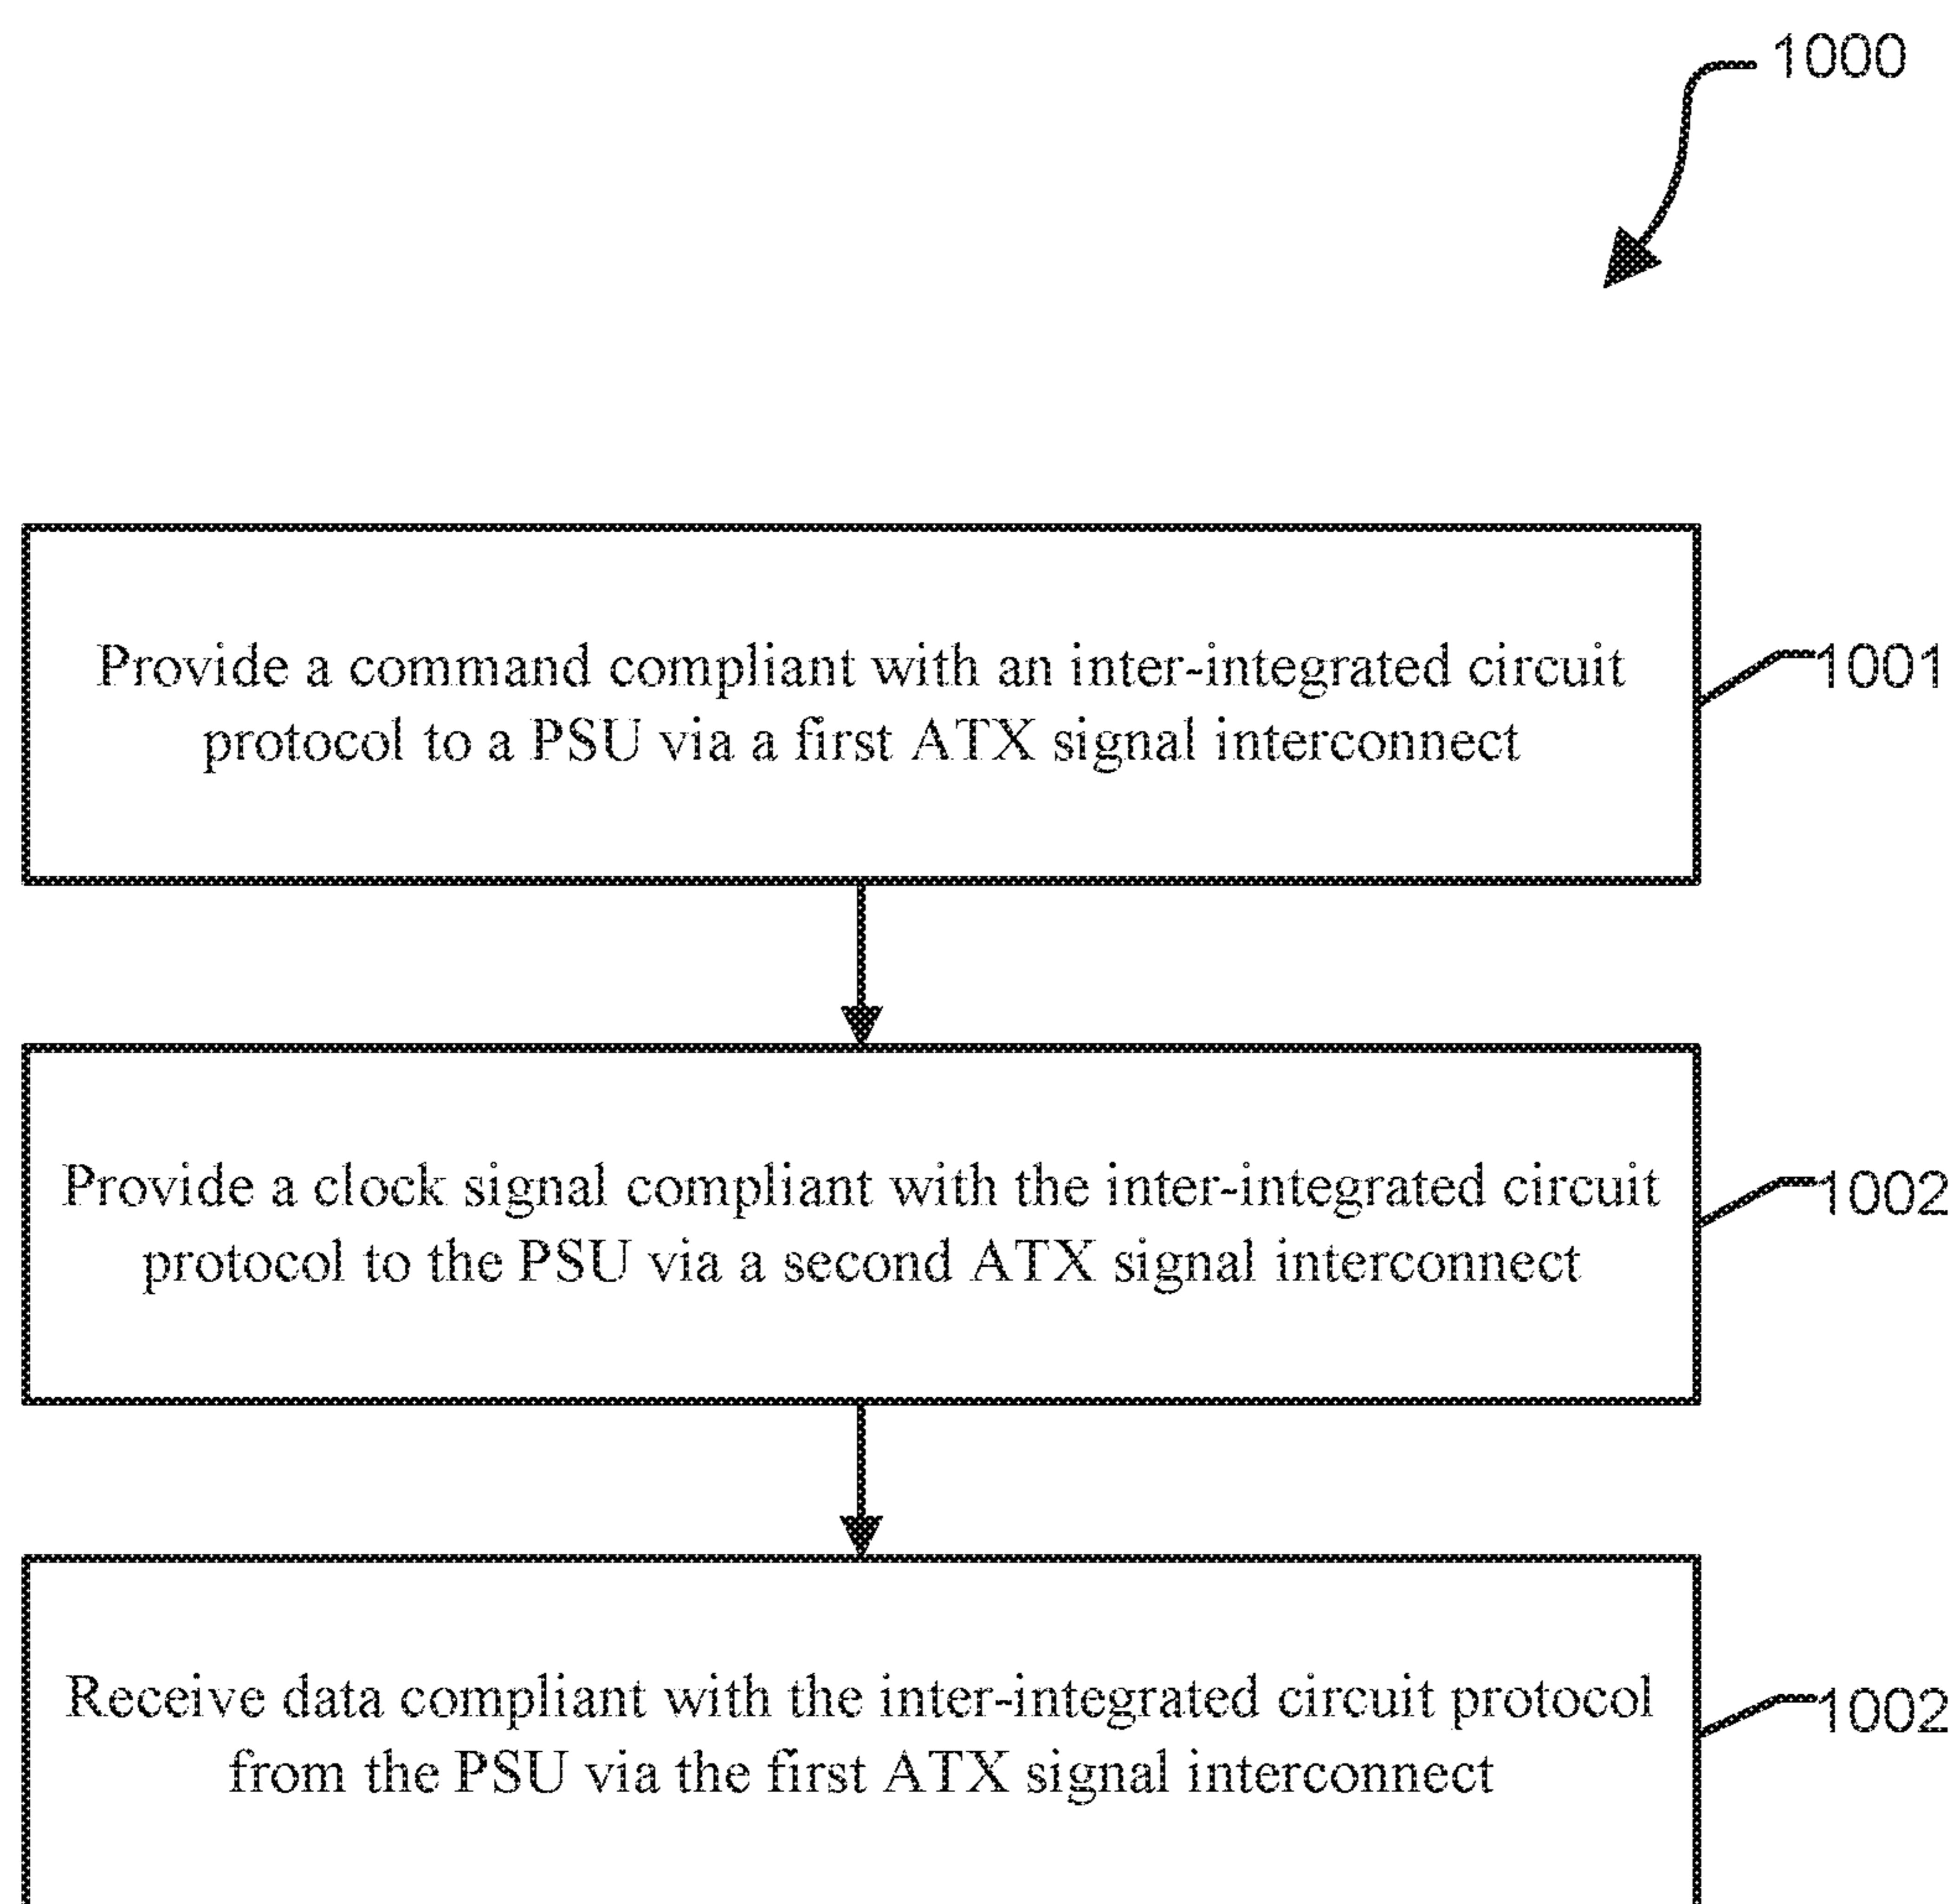 1000
Provide a command compliant with an inter-integrated circuit
protocol to a PSU via a first ATX signal interconnect
1001
Provide a clock signal compliant with the inter-integrated circuit
protocol to the PSU via a second ATX signal interconnect
1002
Receive data compliant with the inter-integrated circuit protocol
from the PSU via the first ATX signal interconnect
1002